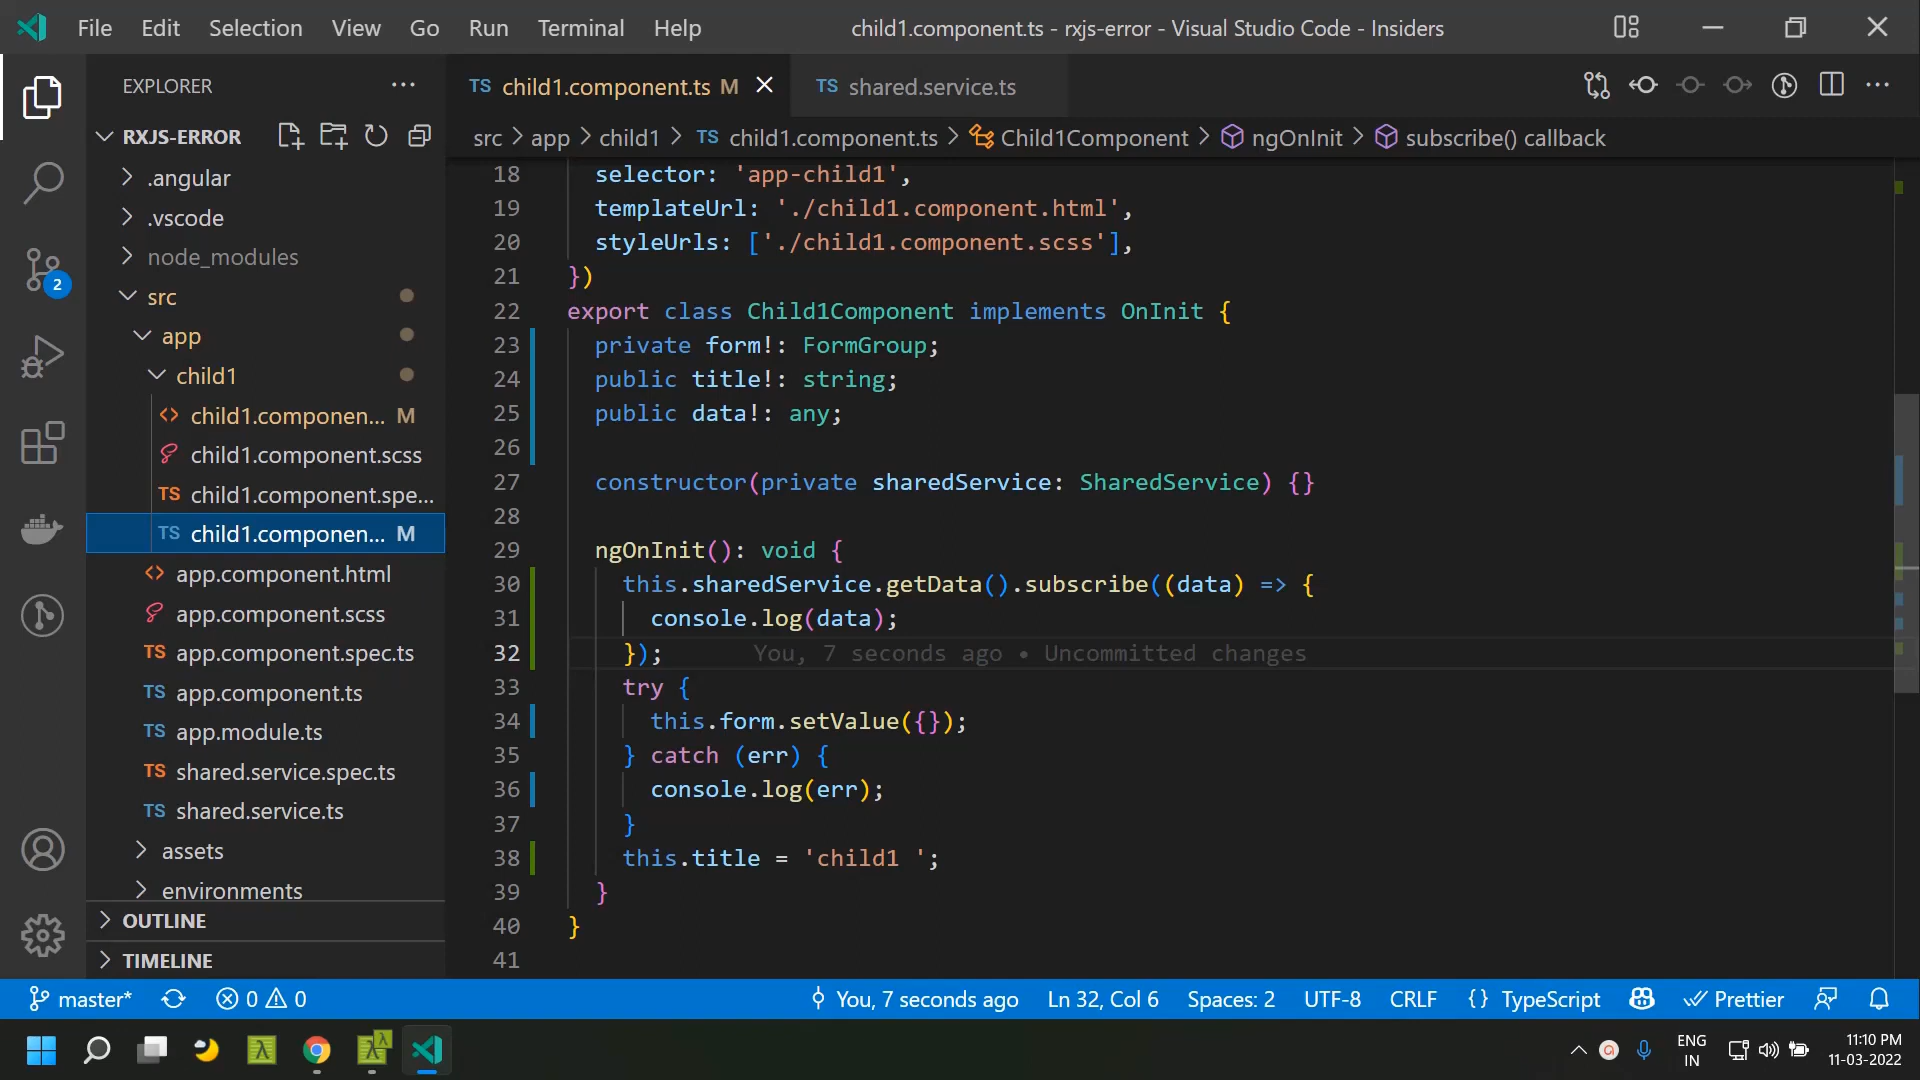 File Edit Selection View Go Run Terminal Help
child1.component.ts - rxjs-error - Visual Studio Code - Insiders
EXPLORER
RXJS-ERROR
.angular
.vscode
node_modules
src
app
child1
child1.componen... M
child1.component.scss
TS child1.component.spe...
TS child1.componen... M
app.component.html
app.component.scss
TS app.component.spec.ts
TS app.component.ts
TS app.module.ts
TS shared.service.spec.ts
TS shared.service.ts
assets
environments
OUTLINE
TIMELINE
2
TS child1.component.ts M
TS shared.service.ts
src > app > child1 > TS child1.component.ts > Child1Component > ngOnInit > subscribe() callback
18 selector: 'app-child1',
19 templateUrl: './child1.component.html',
20 styleUrls: ['./child1.component.scss'],
21 })
22 export class Child1Component implements OnInit {
23 private form!: FormGroup;
24 public title!: string;
25 public data!: any;
26
27 constructor(private sharedService: SharedService) {}
28
29 ngOnInit(): void {
30 this.sharedService.getData().subscribe((data) => {
31 console.log(data);
32 }); You, 7 seconds ago • Uncommitted changes
33 try {
34 this.form.setValue({});
35 } catch (err) {
36 console.log(err);
37 }
38 this.title = 'child1 ';
39 }
40 }
41
master* 0 0 You, 7 seconds ago Ln 32, Col 6 Spaces: 2 UTF-8 CRLF {} TypeScript Prettier
ENG
IN
11:10 PM
11-03-2022